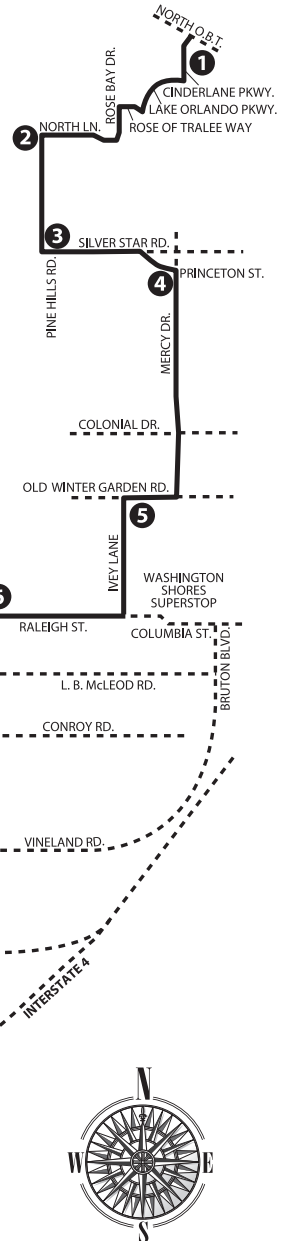 NORTH O.B.T.
1
CINDERLANE PKWY.
ROSE BAY DR.
LAKE ORLANDO PKWY.
NORTH LN.
ROSE OF TRALEE WAY
2
3
SILVER STAR RD.
PINE HILLS RD.
4
PRINCETON ST.
MERCY DR.
COLONIAL DR.
OLD WINTER GARDEN RD.
5
IVEY LANE
WASHINGTON
SHORES
SUPERSTOP
RALEIGH ST.
COLUMBIA ST.
BRUTON BLVD.
L. B. McLEOD RD.
CONROY RD.
VINELAND RD.
INTERSTATE 4
N
W
E
S